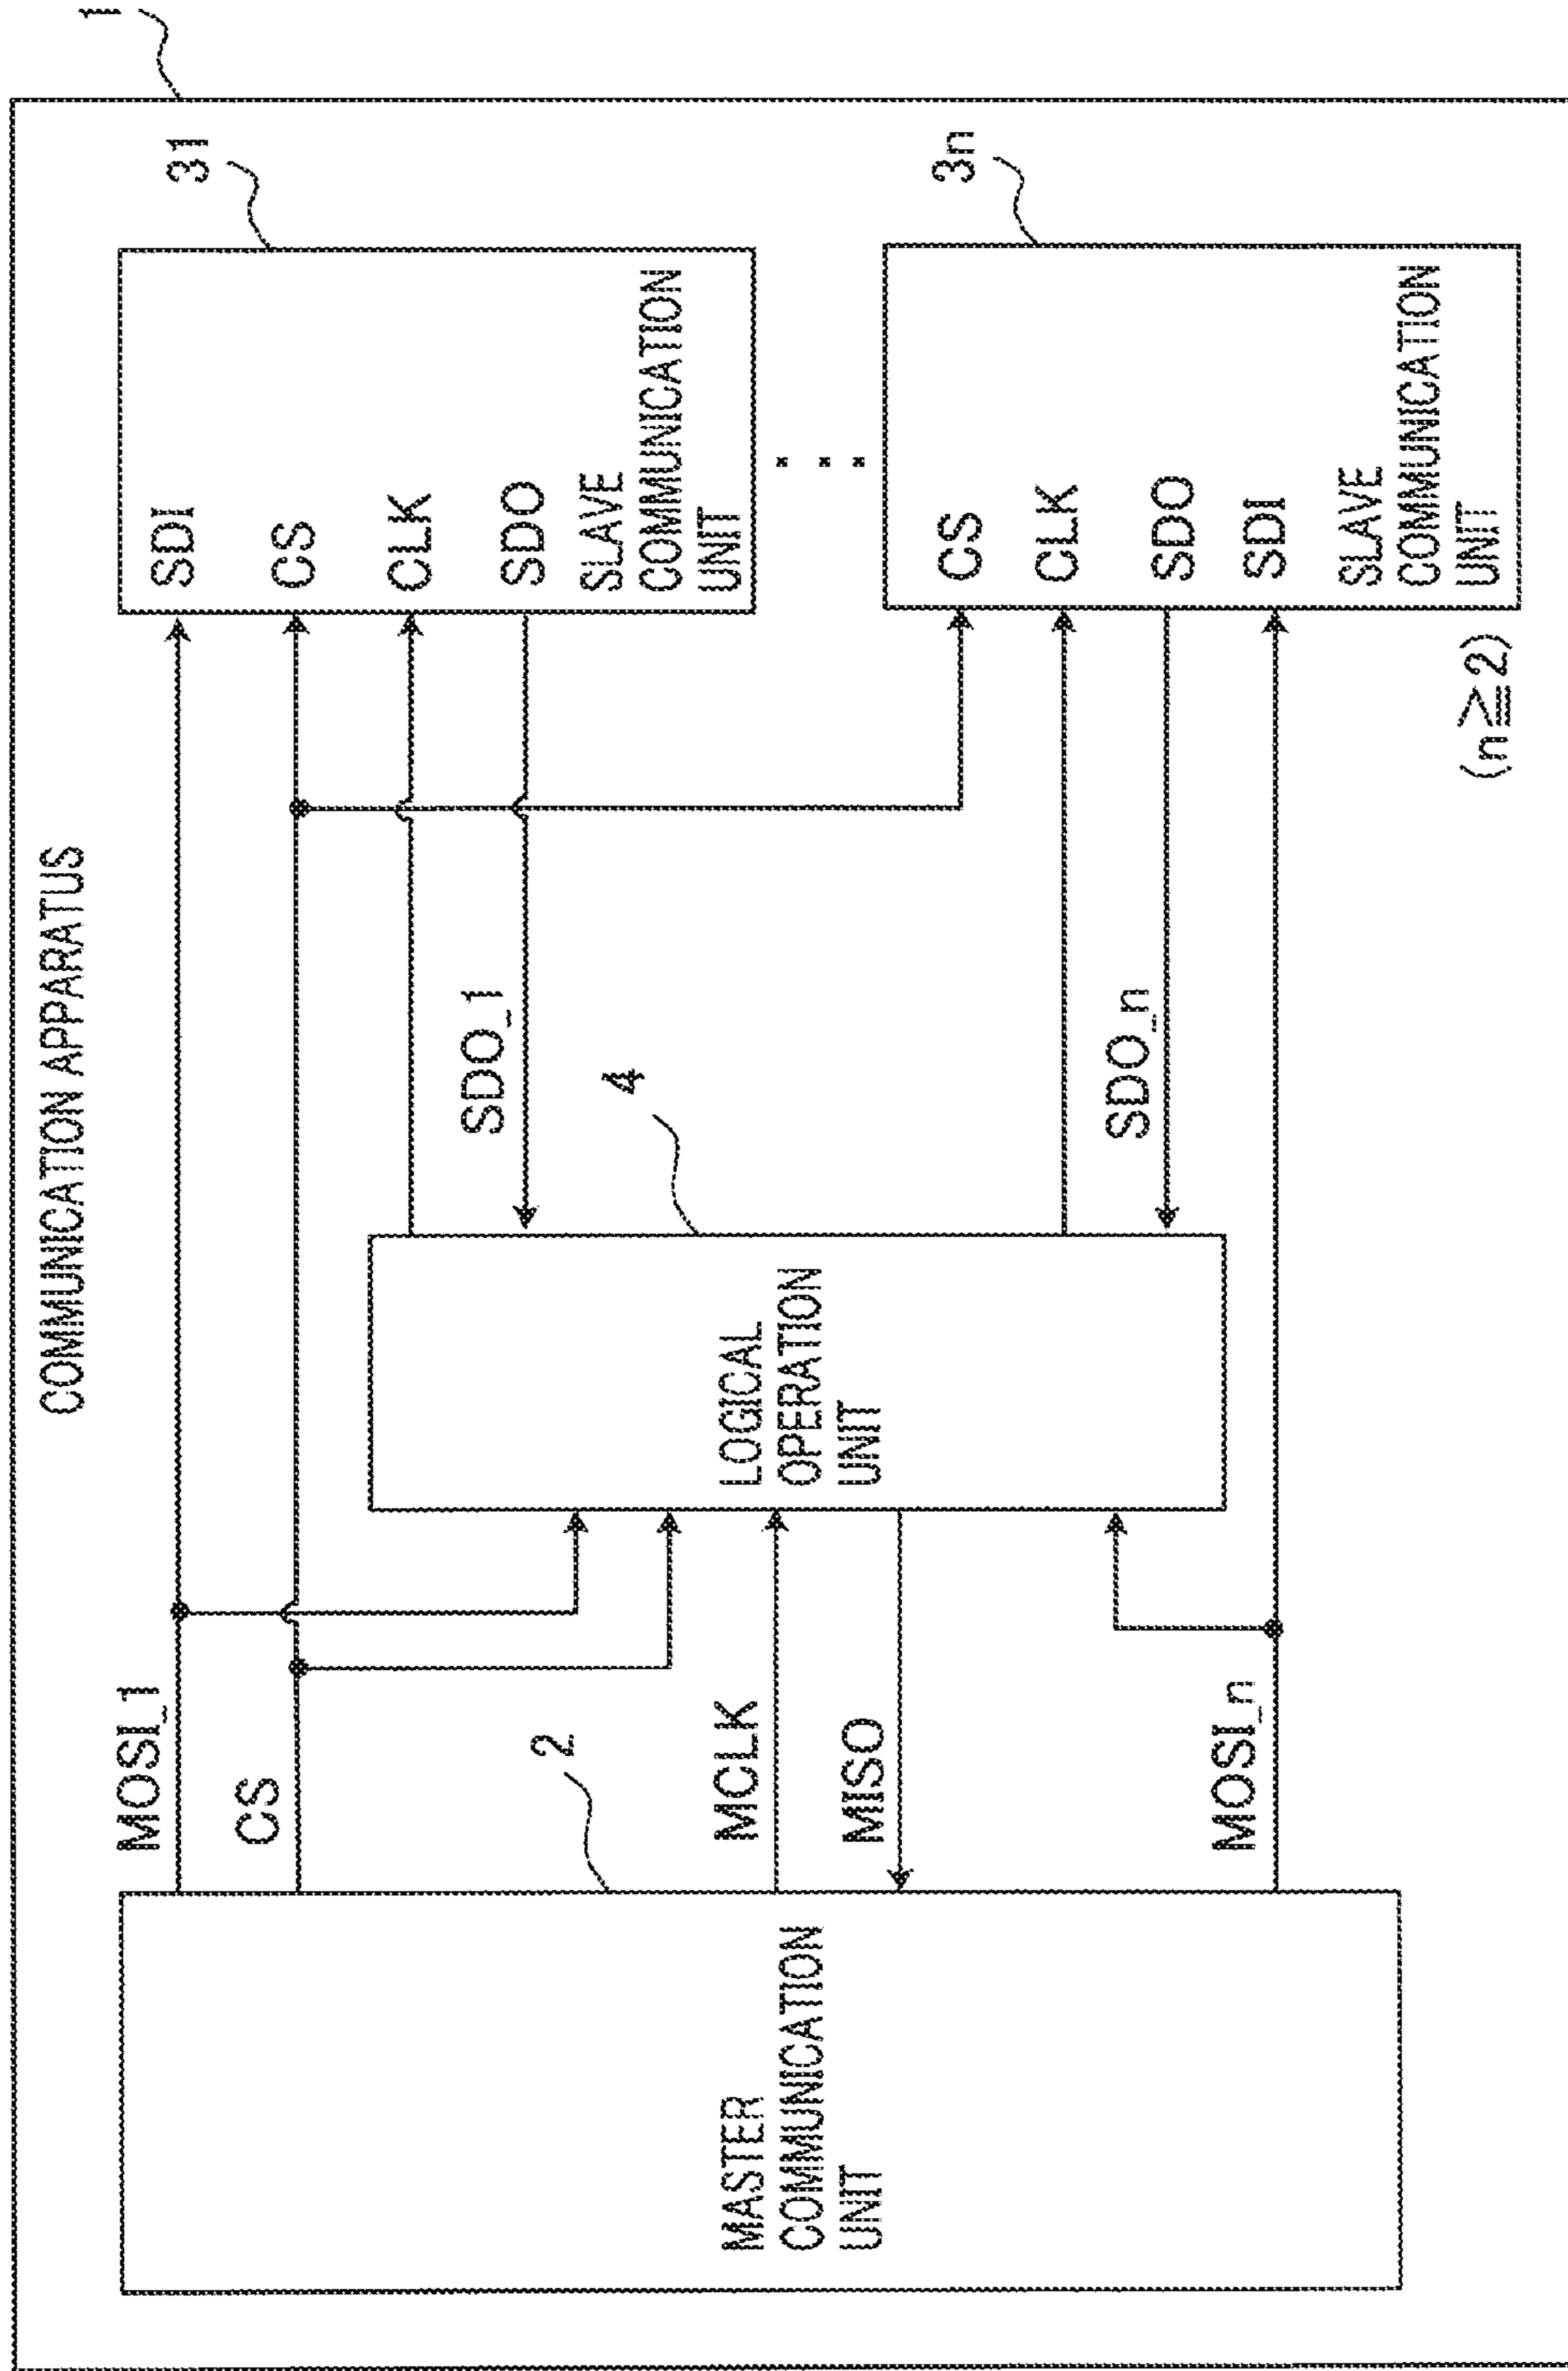 COMMUNICATION APPARATUS
1
MOSI_1
CS
2
MCLK
MISO
MOSI_n
MASTER
COMMUNICATION
UNIT
4
LOGICAL
OPERATION
UNIT
SDO_1
SDO_n
31
SDI
CS
CLK
SDO
SLAVE
COMMUNICATION
UNIT
3n
CS
CLK
SDO
SDI
SLAVE
COMMUNICATION
UNIT
(n≧2)